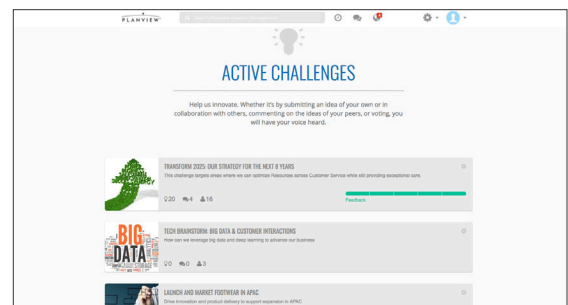 PLANVIEW
4
ACTIVE CHALLENGES
Help us innovate. Whether it's by submitting an idea of your own or in
collaboration with others, commenting on the ideas of your peers, or voting, you
will have your voice heard.
TRANSFORM 2025: OUR STRATEGY FOR THE NEXT 8 YEARS
This challenge targets areas where we can optimize Resources across Customer Service while still providing exceptional care.
20 4 16
Feedback
TECH BRAINSTORM: BIG DATA & CUSTOMER INTERACTIONS
How can we leverage big data and deep learning to advance our business
BIG
DATA
STORAGE
0 0 3
LAUNCH AND MARKET FOOTWEAR IN APAC
Drive innovation and product delivery to support expansion in APAC